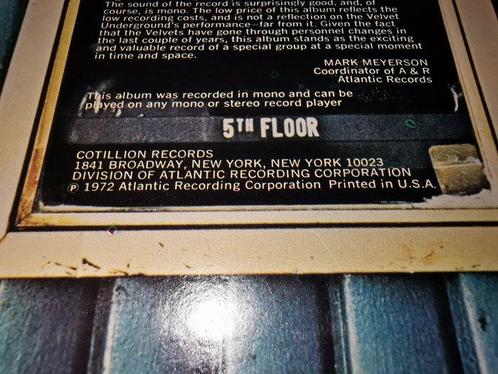 The sound of the record is surprisingly good, and, of
course, is mono. The low price of this album reflects the
low recording costs, and is not a reflection on the Velvet
Underground's performance—far from it. Given the fact
that the Velvets have gone through personnel changes in
the last couple of years, this album stands as the exciting
and valuable record of a special group at a special moment
in time and space.
MARK MEYERSON
Coordinator of A & R
Atlantic Records
This album was recorded in mono and can be
played on any mono or stereo record player
5TH FLOOR
COTILLION RECORDS
1841 BROADWAY, NEW YORK, NEW YORK 10023
DIVISION OF ATLANTIC RECORDING CORPORATION
℗ 1972 Atlantic Recording Corporation Printed in U.S.A.